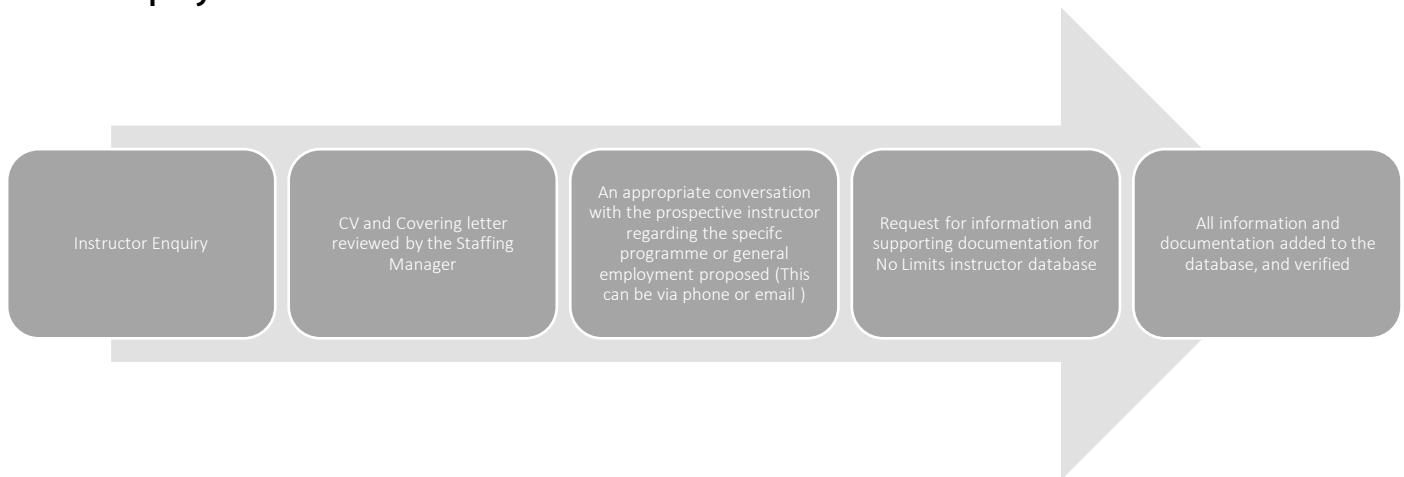 Instructor Enquiry
CV and Covering letter
reviewed by the Staffing
Manager
An appropriate conversation
with the prospective instructor
regarding the specifc
programme or general
employment proposed (This
can be via phone or email )
Request for information and
supporting documentation for
No Limits instructor database
All information and
documentation added to the
database, and verified